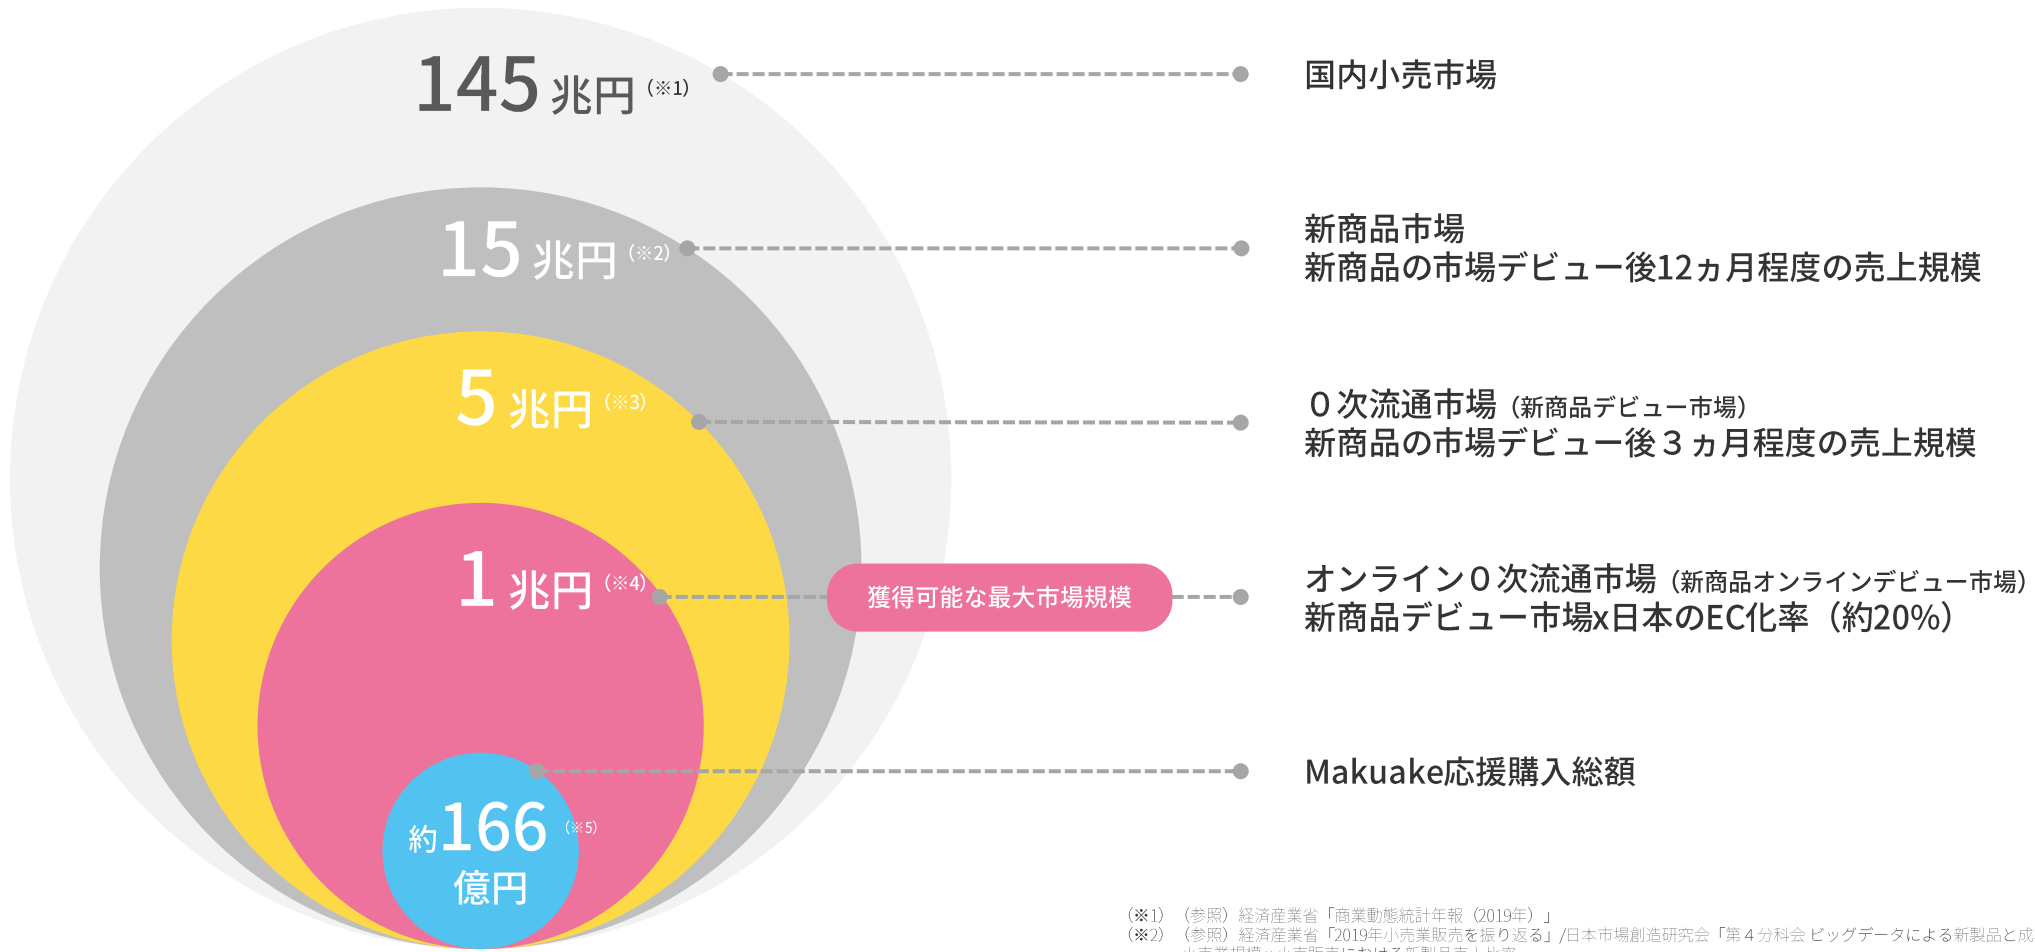 145 兆円 (※1)
国内小売市場
15 兆円 (※2)
新商品市場
新商品の市場デビュー後12ヵ月程度の売上規模
5 兆円 (※3)
０次流通市場（新商品デビュー市場）
新商品の市場デビュー後３ヵ月程度の売上規模
1 兆円 (※4)
獲得可能な最大市場規模
オンライン０次流通市場（新商品オンラインデビュー市場）
新商品デビュー市場x日本のEC化率（約20%）
Makuake応援購入総額
約166 (※5)
億円
（※1）（参照）経済産業省「商業動態統計年報（2019年）」
（※2）（参照）経済産業省「2019年小売業販売を振り返る」/日本市場創造研究会「第４分科会 ビッグデータによる新製品と成